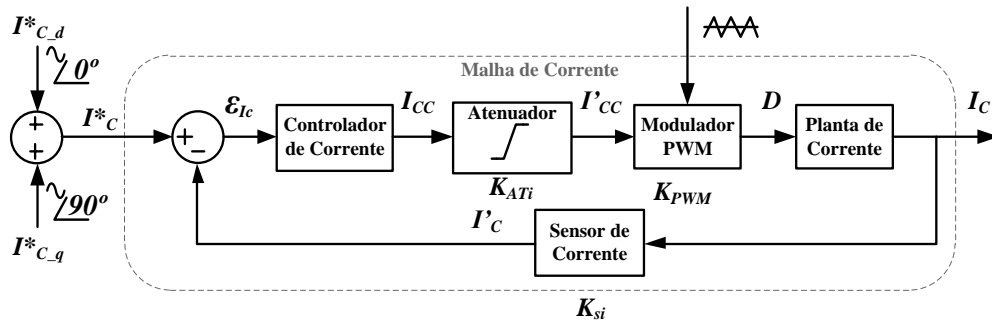 I*C_d
0º
Malha de Corrente
I*C
εIc
Controlador
de Corrente
ICC
Atenuador
KATi
I'CC
Modulador
PWM
KPWM
D
Planta de
Corrente
IC
+
+
+
−
90º
I*C_q
I'C
Sensor de
Corrente
Ksi